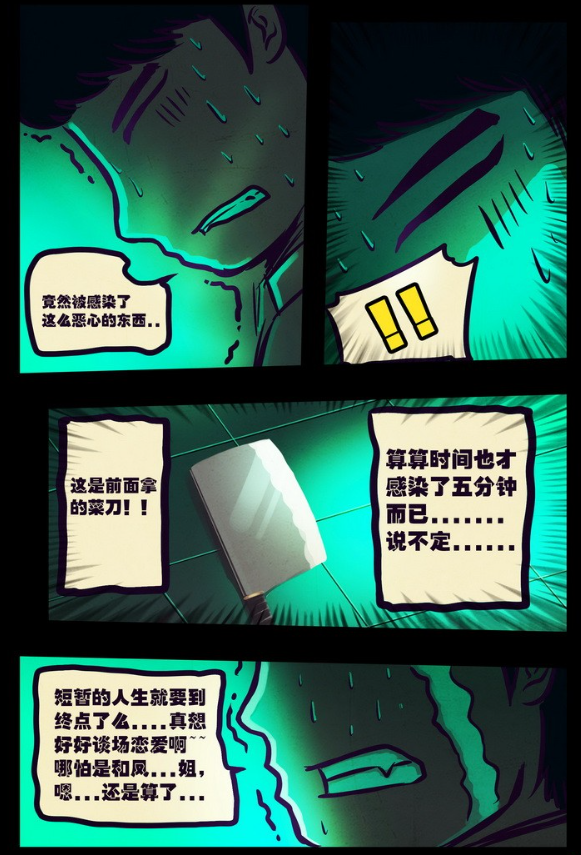 竟然被感染了
这么恶心的东西..
!!
这是前面拿
的菜刀！！
算算时间也才
感染了五分钟
而已.......
说不定......
短暂的人生就要到
终点了么....真想
好好谈场恋爱啊~~
哪怕是和凤...姐，
嗯...还是算了...